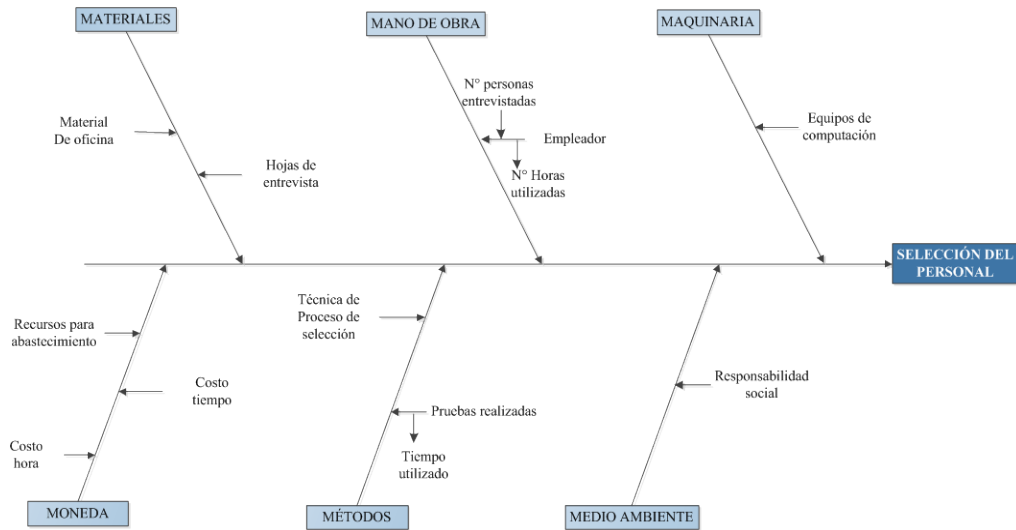 MATERIALES
MANO DE OBRA
MAQUINARIA
N° personas
entrevistadas
Material
De oficina
Empleador
Equipos de
computación
Hojas de
entrevista
N° Horas
utilizadas
SELECCIÓN DEL
PERSONAL
Técnica de
Proceso de
selección
Recursos para
abastecimiento
Costo
tiempo
Responsabilidad
social
Pruebas realizadas
Costo
hora
Tiempo
utilizado
MONEDA
MÉTODOS
MEDIO AMBIENTE